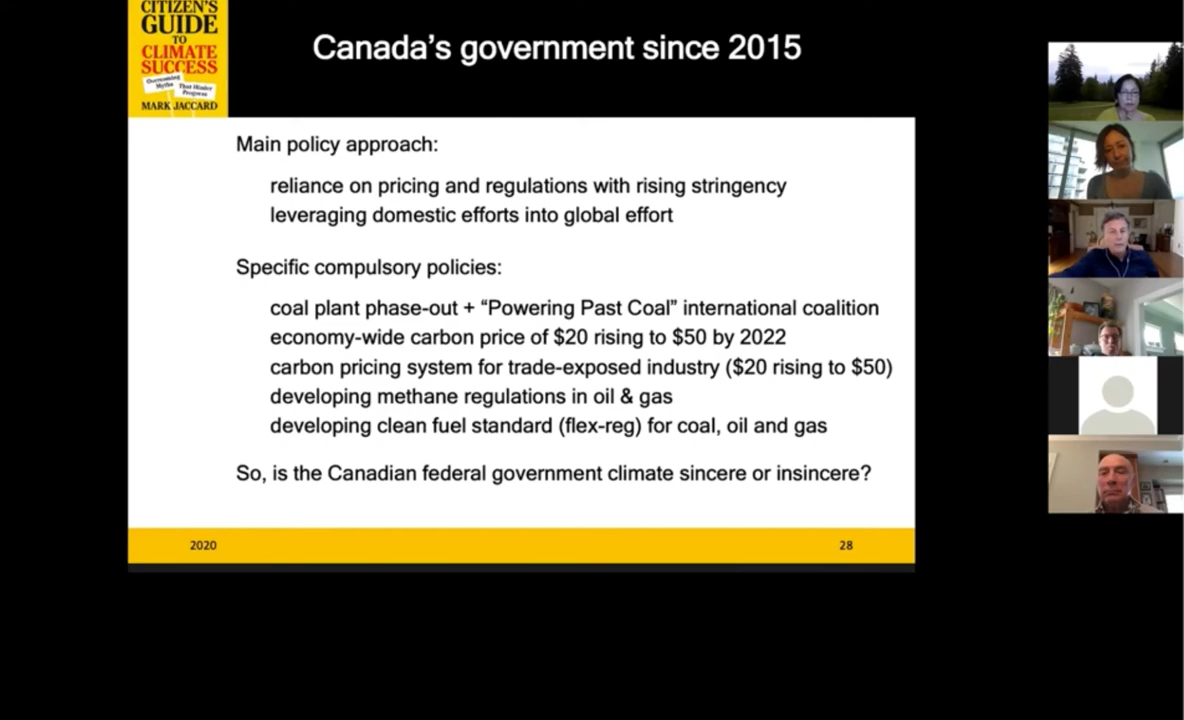 CITIZEN'S
GUIDE
TO
CLIMATE
SUCCESS
Overcoming
Myths That Hinder
Progress
MARK JACCARD
Canada's government since 2015
Main policy approach:
reliance on pricing and regulations with rising stringency
leveraging domestic efforts into global effort
Specific compulsory policies:
coal plant phase-out + “Powering Past Coal” international coalition
economy-wide carbon price of $20 rising to $50 by 2022
carbon pricing system for trade-exposed industry ($20 rising to $50)
developing methane regulations in oil & gas
developing clean fuel standard (flex-reg) for coal, oil and gas
So, is the Canadian federal government climate sincere or insincere?
2020 28